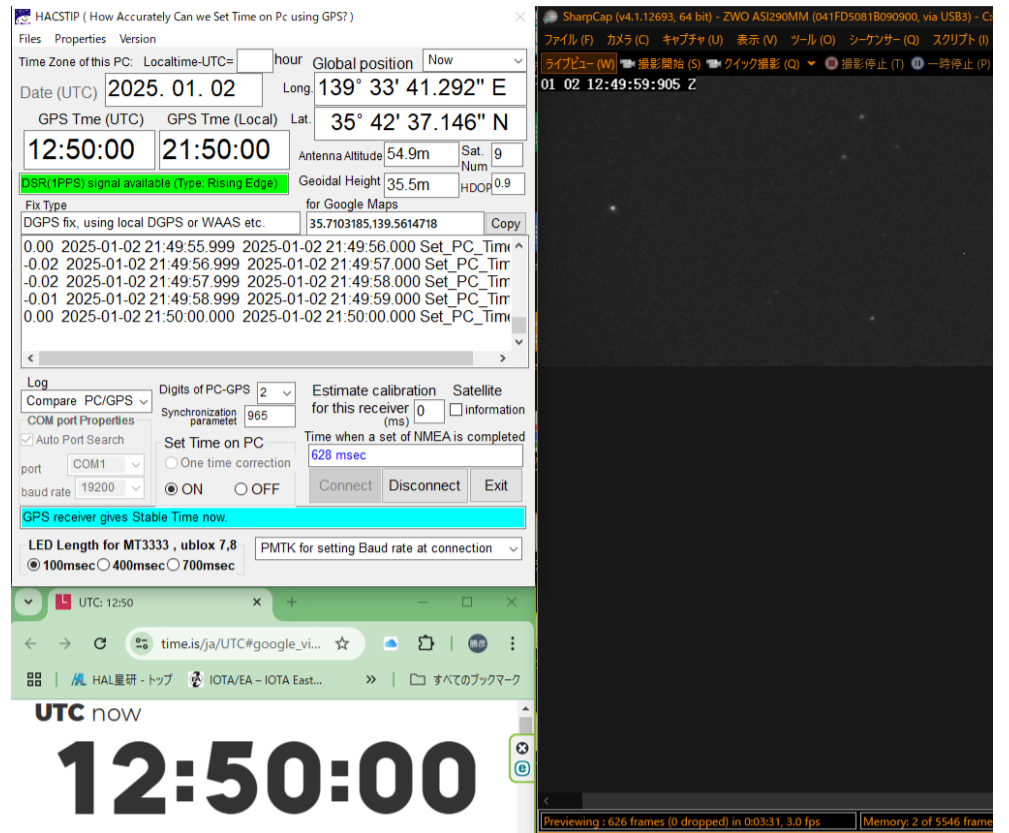 HACSTIP ( How Accurately Can we Set Time on Pc using GPS? )
Files Properties Version
Time Zone of this PC: Localtime-UTC= hour
Global position Now
Date (UTC) 2025. 01. 02
Long. 139° 33' 41.292" E
GPS Tme (UTC) GPS Tme (Local)
Lat. 35° 42' 37.146" N
12:50:00 21:50:00
Antenna Altitude 54.9m Sat. Num 9
DSR(1PPS) signal available (Type: Rising Edge)
Geoidal Height 35.5m HDOP 0.9
Fix Type
for Google Maps
DGPS fix, using local DGPS or WAAS etc.
35.7103185,139.5614718 Copy
0.00 2025-01-02 21:49:55.999 2025-01-02 21:49:56.000 Set_PC_Time
-0.02 2025-01-02 21:49:56.999 2025-01-02 21:49:57.000 Set_PC_Tim
-0.02 2025-01-02 21:49:57.999 2025-01-02 21:49:58.000 Set_PC_Tim
-0.01 2025-01-02 21:49:58.999 2025-01-02 21:49:59.000 Set_PC_Tim
0.00 2025-01-02 21:50:00.000 2025-01-02 21:50:00.000 Set_PC_Time
Log
Compare PC/GPS
Digits of PC-GPS 2
Synchronization parametet 965
Estimate calibration for this receiver (ms) 0
Satellite information
COM port Properties
Auto Port Search
port COM1
baud rate 19200
Set Time on PC
One time correction
ON OFF
Time when a set of NMEA is completed
628 msec
Connect Disconnect Exit
GPS receiver gives Stable Time now.
LED Length for MT3333 , ublox 7,8
100msec 400msec 700msec
PMTK for setting Baud rate at connection
UTC: 12:50
time.is/ja/UTC#google_vi...
勝彦
HAL星研 - トップ IOTA/EA – IOTA East... » すべてのブックマーク
UTC now
12:50:00
SharpCap (v4.1.12693, 64 bit) - ZWO ASI290MM (041FD5081B090900, via USB3) - C:
ファイル (F) カメラ (C) キャプチャ (U) 表示 (V) ツール (O) シーケンサー (Q) スクリプト (I)
ライブビュー (W) 撮影開始 (S) クイック撮影 (Q) 撮影停止 (T) 一時停止 (P)
01 02 12:49:59:905 Z
Previewing : 626 frames (0 dropped) in 0:03:31, 3.0 fps
Memory: 2 of 5546 frame